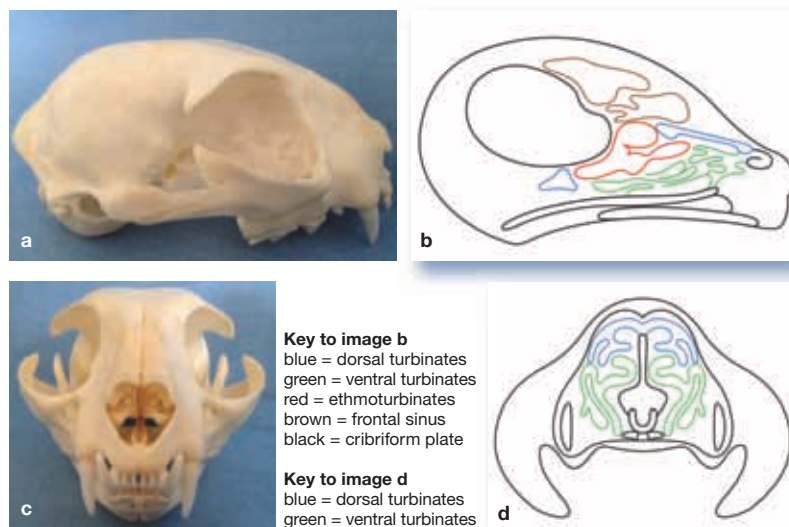 a
b
Key to image b
blue = dorsal turbinates
green = ventral turbinates
red = ethmoturbinates
brown = frontal sinus
black = cribriform plate
Key to image d
blue = dorsal turbinates
green = ventral turbinates
c
d